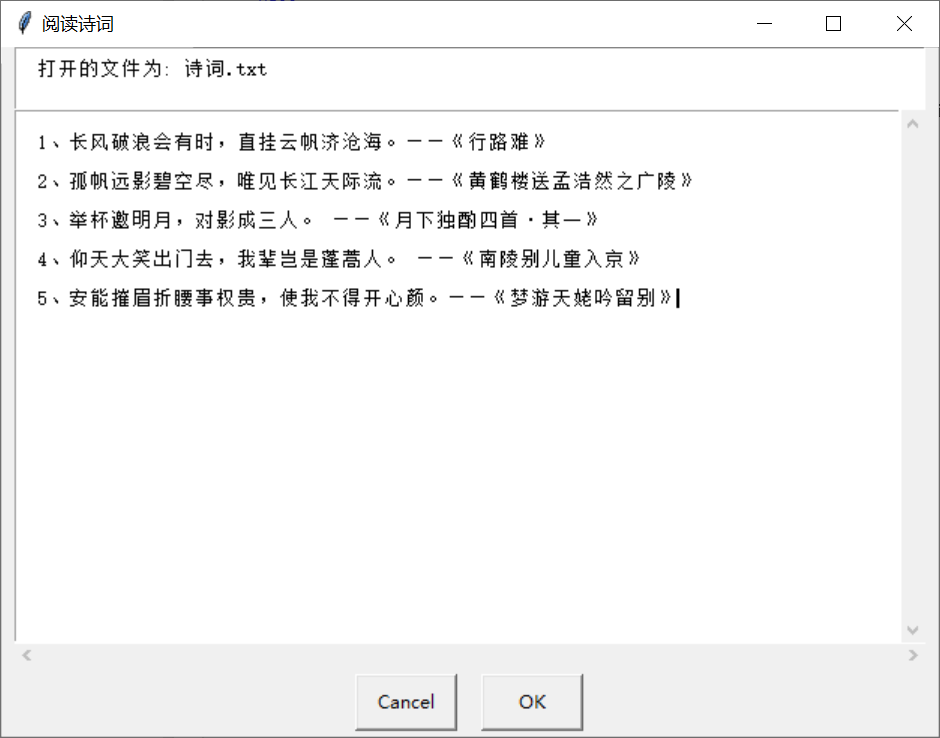 阅读诗词
打开的文件为: 诗词.txt
1、长风破浪会有时，直挂云帆济沧海。——《行路难》
2、孤帆远影碧空尽，唯见长江天际流。——《黄鹤楼送孟浩然之广陵》
3、举杯邀明月，对影成三人。 ——《月下独酌四首·其一》
4、仰天大笑出门去，我辈岂是蓬蒿人。 ——《南陵别儿童入京》
5、安能摧眉折腰事权贵，使我不得开心颜。——《梦游天姥吟留别》
Cancel OK